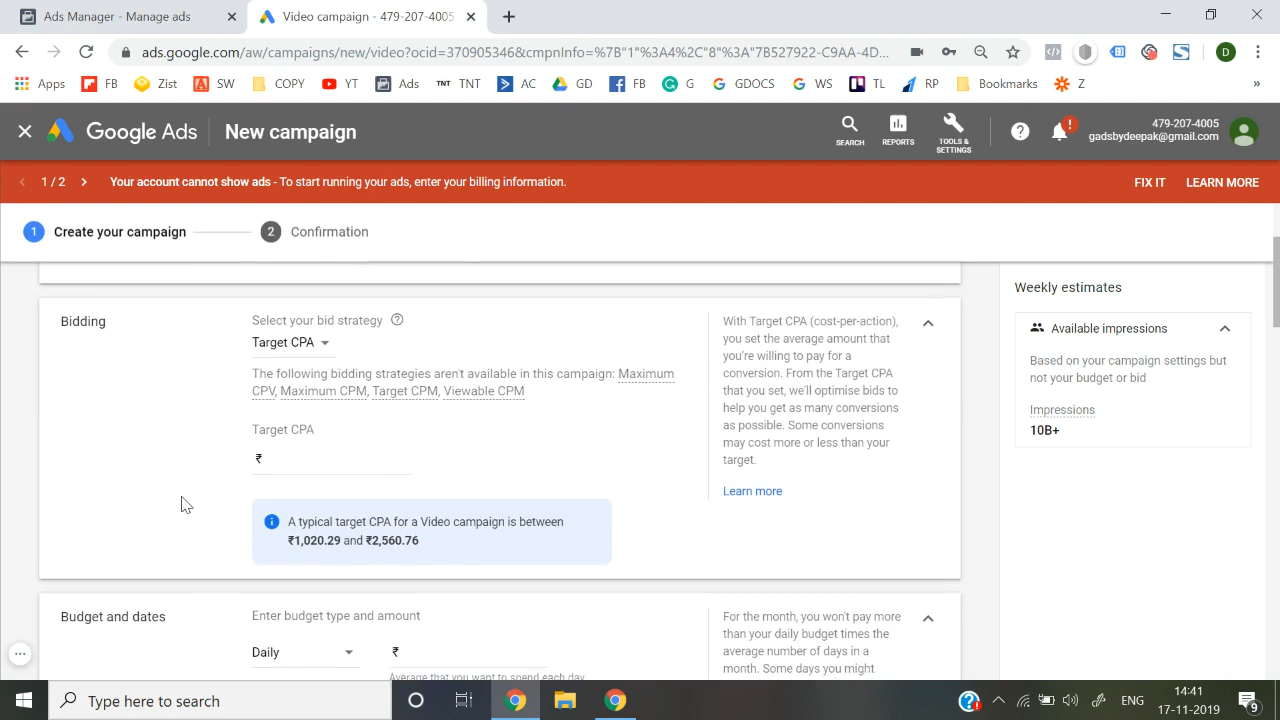 Ads Manager - Manage ads
Video campaign - 479-207-4005
ads.google.com/aw/campaigns/new/video?ocid=370905346&cmpnInfo=%7B"1"%3A4%2C"8"%3A"7B527922-C9AA-4D...
D
Apps FB Zist SW COPY YT Ads TNT TNT AC GD FB G GDOCS WS TL RP Bookmarks Z »
Google Ads New campaign
SEARCH
REPORTS
TOOLS &
SETTINGS
479-207-4005
gadsbydeepak@gmail.com
1 / 2 Your account cannot show ads - To start running your ads, enter your billing information. FIX IT LEARN MORE
1 Create your campaign 2 Confirmation
Bidding
Select your bid strategy
Target CPA
The following bidding strategies aren't available in this campaign: Maximum
CPV, Maximum CPM, Target CPM, Viewable CPM
Target CPA
₹
A typical target CPA for a Video campaign is between
₹1,020.29 and ₹2,560.76
With Target CPA (cost-per-action),
you set the average amount that
you're willing to pay for a
conversion. From the Target CPA
that you set, we'll optimise bids to
help you get as many conversions
as possible. Some conversions
may cost more or less than your
target.
Learn more
Weekly estimates
Available impressions
Based on your campaign settings but
not your budget or bid
Impressions
10B+
Budget and dates
Enter budget type and amount
Daily ₹
Average that you want to spend each day
For the month, you won't pay more
than your daily budget times the
average number of days in a
month. Some days you might
Type here to search
ENG
14:41
17-11-2019
9